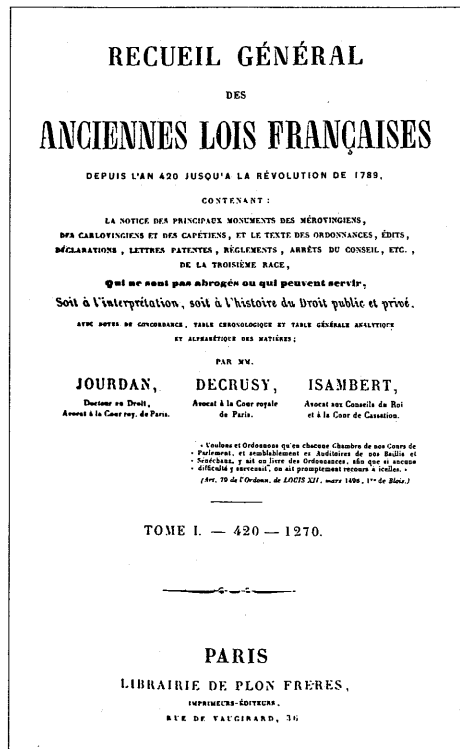 RECUEIL GÉNÉRAL
DES
ANCIENNES LOIS FRANÇAISES
DEPUIS L'AN 420 JUSQU'A LA RÉVOLUTION DE 1789,
CONTENANT :
LA NOTICE DES PRINCIPAUX MONUMENTS DES MÉROVINGIENS,
DES CARLOVINGIENS ET DES CAPÉTIENS, ET LE TEXTE DES ORDONNANCES, ÉDITS,
DÉCLARATIONS, LETTRES PATENTES, RÉGLEMENTS, ARRÊTS DU CONSEIL, ETC.,
DE LA TROISIÈME RACE,
Qui ne sont pas abrogés ou qui peuvent servir,
Soit à l'interprétation, soit à l'histoire du Droit public et privé,
AVEC NOTES DE CONCORDANCE, TABLE CHRONOLOGIQUE ET TABLE GÉNÉRALE ANALYTIQUE
ET ALPHABÉTIQUE DES MATIÈRES;
PAR MM.
JOURDAN, DECRUSY, ISAMBERT,
Docteur en Droit, Avocat à la Cour royale Avocat aux Conseils du Roi
Avocat à la Cour roy. de Paris. de Paris. et à la Cour de Cassation.
« Voulons et Ordonnons qu'en chacune Chambre de nos Cours de
» Parlement, et semblablement es Auditoires de nos Baillis et
» Sénéchaux, y ait un livre des Ordonnances, afin que si aucune
» difficulté y survenait, on ait promptement recours à icelles. »
(Art. 79 de l'Ordonn. de LOUIS XII, mars 1498, 1re de Blois.)
TOME I. — 420 — 1270.
PARIS
LIBRAIRIE DE PLON FRÈRES,
IMPRIMEURS-ÉDITEURS,
RUE DE VAUGIRARD, 36